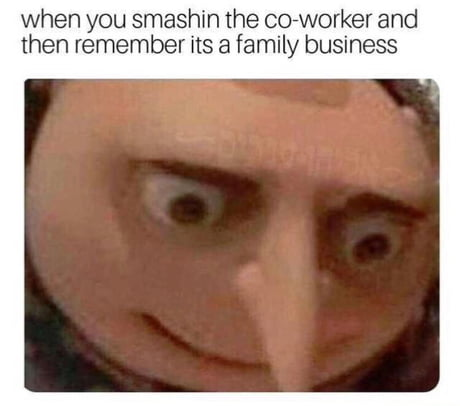 when you smashin the co-worker and
then remember its a family business